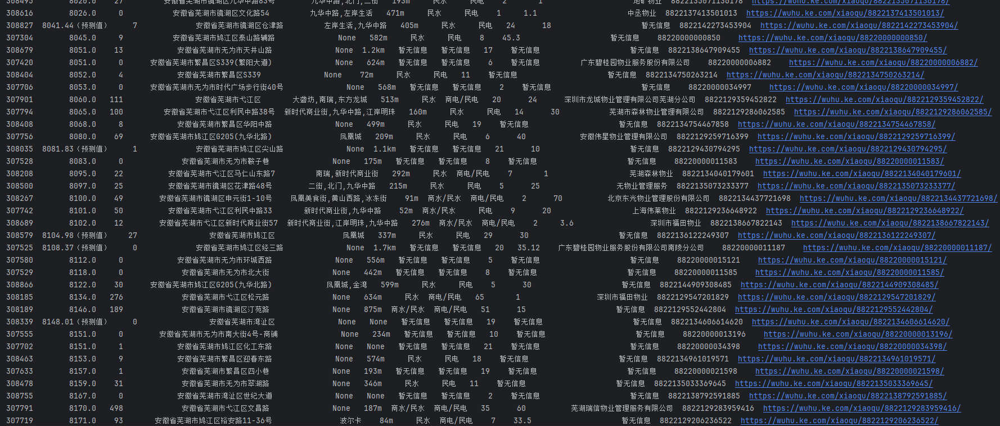 308495 8020.0 27 安徽省芜湖市镜湖区九华中路83号 九华中路,北门,二街 193m 民水 民电 2 1 地矿物业 8822135071136178 https://wuhu.ke.com/xiaoqu/8822135071136178/
308616 8026.0 0 安徽省芜湖市镜湖区文化路54 九华中路,左岸生活 471m 民水 民电 1 1.1 中丞物业 8822137413501013 https://wuhu.ke.com/xiaoqu/8822137413501013/
308827 8041.44(预测值) 7 安徽省芜湖市镜湖区仓津路 左岸生活,九华中路 405m 民水 民电 24 18 暂无信息 8822142273453904 https://wuhu.ke.com/xiaoqu/8822142273453904/
307304 8045.0 9 安徽省芜湖市鸠江区泰山路辅路 None 582m 民水 民电 8 45.3 暂无信息 88220000000850 https://wuhu.ke.com/xiaoqu/88220000000850/
308679 8051.0 13 安徽省芜湖市无为市天井山路 None 1.2km 暂无信息 暂无信息 17 暂无信息 暂无信息 8822138647909455 https://wuhu.ke.com/xiaoqu/8822138647909455/
307420 8051.0 0 安徽省芜湖市繁昌区S339(繁阳大道) None 624m 暂无信息 暂无信息 6 暂无信息 广东碧桂园物业服务股份有限公司 88220000006882 https://wuhu.ke.com/xiaoqu/88220000006882/
308404 8052.0 4 安徽省芜湖市繁昌区S339 None 72m 民水 民电 11 暂无信息 暂无信息 8822134750263214 https://wuhu.ke.com/xiaoqu/8822134750263214/
307706 8053.0 0 安徽省芜湖市无为市时代广场步行街40号 None 568m 暂无信息 暂无信息 2 暂无信息 暂无信息 88220000034997 https://wuhu.ke.com/xiaoqu/88220000034997/
307901 8060.0 111 安徽省芜湖市弋江区 大砻坊,南瑞,东方龙城 513m 民水 商电/民电 20 24 深圳市龙城物业管理有限公司芜湖分公司 8822129359452822 https://wuhu.ke.com/xiaoqu/8822129359452822/
307794 8065.0 100 安徽省芜湖市弋江区利民中路38号 新时代商业街,九华中路,江岸明珠 160m 民水 民电 14 30 芜湖市森林物业管理有限公司 8822129286062585 https://wuhu.ke.com/xiaoqu/8822129286062585/
308408 8068.0 8 安徽省芜湖市繁昌区华阳中路 None 499m 民水 民电 19 暂无信息 暂无信息 8822134754467858 https://wuhu.ke.com/xiaoqu/8822134754467858/
307756 8080.0 69 安徽省芜湖市鸠江区G205(九华北路) 凤凰城 209m 民水 民电 6 40 安徽伟星物业管理有限公司 8822129259716399 https://wuhu.ke.com/xiaoqu/8822129259716399/
308035 8081.83(预测值) 1 安徽省芜湖市鸠江区尖山路 None 1.1km 暂无信息 暂无信息 21 10 暂无信息 8822129430794295 https://wuhu.ke.com/xiaoqu/8822129430794295/
307528 8083.0 0 安徽省芜湖市无为市鞍子巷 None 175m 暂无信息 暂无信息 8 暂无信息 暂无信息 88220000011583 https://wuhu.ke.com/xiaoqu/88220000011583/
308208 8095.0 22 安徽省芜湖市弋江区马仁山东路7 南瑞,新时代商业街 292m 民水 商电/民电 7 1 芜湖森林物业 8822134040179601 https://wuhu.ke.com/xiaoqu/8822134040179601/
308500 8097.0 25 安徽省芜湖市镜湖区花津路48号 二街,北门,九华中路 215m 民水 民电 5 25 无物业管理服务 8822135073233377 https://wuhu.ke.com/xiaoqu/8822135073233377/
308267 8100.0 49 安徽省芜湖市镜湖区申元街1-10号 凤凰美食街,黄山西路,冰冻街 91m 商水/民水 商电/民电 2 70 北京东光物业管理股份有限公司 8822134437721698 https://wuhu.ke.com/xiaoqu/8822134437721698/
307742 8101.0 50 安徽省芜湖市弋江区利民中路33 新时代商业街,九华中路 52m 商水/民水 民电 9 20 上海伟莱物业 8822129236648922 https://wuhu.ke.com/xiaoqu/8822129236648922/
308689 8102.0 12 安徽省芜湖市弋江区新时代商业街57 新时代商业街,江岸明珠,九华中路 276m 商水/民水 商电/民电 2 3.6 深圳市福田物业 8822138667822143 https://wuhu.ke.com/xiaoqu/8822138667822143/
308579 8104.98(预测值) 27 安徽省芜湖市鸠江区 凤凰城 337m 民水 民电 29 30 暂无信息 8822136122249307 https://wuhu.ke.com/xiaoqu/8822136122249307/
307525 8108.37(预测值) 0 安徽省芜湖市鸠江区经三路 None 1.7km 暂无信息 暂无信息 20 35.12 广东碧桂园物业服务股份有限公司南陵分公司 88220000011187 https://wuhu.ke.com/xiaoqu/88220000011187/
307580 8112.0 0 安徽省芜湖市无为市环城西路 None 556m 暂无信息 暂无信息 5 暂无信息 暂无信息 88220000015121 https://wuhu.ke.com/xiaoqu/88220000015121/
307529 8118.0 0 安徽省芜湖市无为市北大街 None 442m 暂无信息 暂无信息 8 暂无信息 暂无信息 88220000011585 https://wuhu.ke.com/xiaoqu/88220000011585/
308866 8122.0 30 安徽省芜湖市鸠江区G205(九华北路) 凤凰城,金湾 599m 民水 民电 5 30 暂无信息 8822144909308485 https://wuhu.ke.com/xiaoqu/8822144909308485/
308185 8134.0 276 安徽省芜湖市弋江区松元路 None 634m 民水 商电/民电 65 1 深圳市福田物业 8822129547201829 https://wuhu.ke.com/xiaoqu/8822129547201829/
308189 8146.0 189 安徽省芜湖市镜湖区汀苑路 None 875m 商水/民水 商电/民电 51 15 暂无信息 8822129552442804 https://wuhu.ke.com/xiaoqu/8822129552442804/
308339 8148.01(预测值) 0 安徽省芜湖市湾沚区 None None 暂无信息 暂无信息 19 暂无信息 暂无信息 8822134606614620 https://wuhu.ke.com/xiaoqu/8822134606614620/
307555 8151.0 0 安徽省芜湖市无为市南大街4号-商铺 None 234m 暂无信息 暂无信息 10 暂无信息 暂无信息 88220000013196 https://wuhu.ke.com/xiaoqu/88220000013196/
307702 8151.0 1 安徽省芜湖市镜湖区化工东路 None None 暂无信息 暂无信息 21 暂无信息 暂无信息 88220000034398 https://wuhu.ke.com/xiaoqu/88220000034398/
308463 8153.0 9 安徽省芜湖市繁昌区迎春东路 None 574m 民水 民电 18 暂无信息 暂无信息 8822134961019571 https://wuhu.ke.com/xiaoqu/8822134961019571/
307633 8157.0 1 安徽省芜湖市繁昌区四小巷 None 193m 暂无信息 暂无信息 19 暂无信息 暂无信息 88220000021598 https://wuhu.ke.com/xiaoqu/88220000021598/
308478 8159.0 31 安徽省芜湖市无为市翠湖路 None 346m 民水 民电 11 暂无信息 暂无信息 8822135033369645 https://wuhu.ke.com/xiaoqu/8822135033369645/
308755 8167.0 0 安徽省芜湖市湾沚区世纪大道 None None 暂无信息 暂无信息 2 暂无信息 暂无信息 8822138792591885 https://wuhu.ke.com/xiaoqu/8822138792591885/
307791 8170.0 498 安徽省芜湖市弋江区文昌路 None 187m 商水/民水 商电/民电 35 60 芜湖瑞信物业管理服务有限公司 8822129283959416 https://wuhu.ke.com/xiaoqu/8822129283959416/
307719 8171.0 93 安徽省芜湖市鸠江区裕安路11-36号 波尔卡 84m 民水 商电/民电 7 33.5 暂无信息 8822129206236522 https://wuhu.ke.com/xiaoqu/8822129206236522/